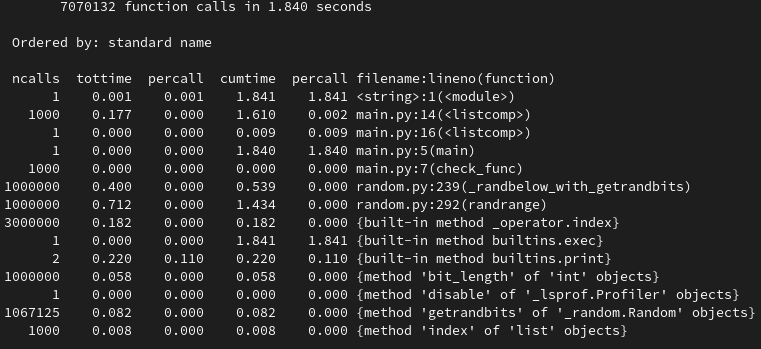 7070132 function calls in 1.840 seconds
Ordered by: standard name
ncalls tottime percall cumtime percall filename:lineno(function)
1 0.001 0.001 1.841 1.841 <string>:1(<module>)
1000 0.177 0.000 1.610 0.002 main.py:14(<listcomp>)
1 0.000 0.000 0.009 0.009 main.py:16(<listcomp>)
1 0.000 0.000 1.840 1.840 main.py:5(main)
1000 0.000 0.000 0.000 0.000 main.py:7(check_func)
1000000 0.400 0.000 0.539 0.000 random.py:239(_randbelow_with_getrandbits)
1000000 0.712 0.000 1.434 0.000 random.py:292(randrange)
3000000 0.182 0.000 0.182 0.000 {built-in method _operator.index}
1 0.000 0.000 1.841 1.841 {built-in method builtins.exec}
2 0.220 0.110 0.220 0.110 {built-in method builtins.print}
1000000 0.058 0.000 0.058 0.000 {method 'bit_length' of 'int' objects}
1 0.000 0.000 0.000 0.000 {method 'disable' of '_lsprof.Profiler' objects}
1067125 0.082 0.000 0.082 0.000 {method 'getrandbits' of '_random.Random' objects}
1000 0.008 0.000 0.008 0.000 {method 'index' of 'list' objects}